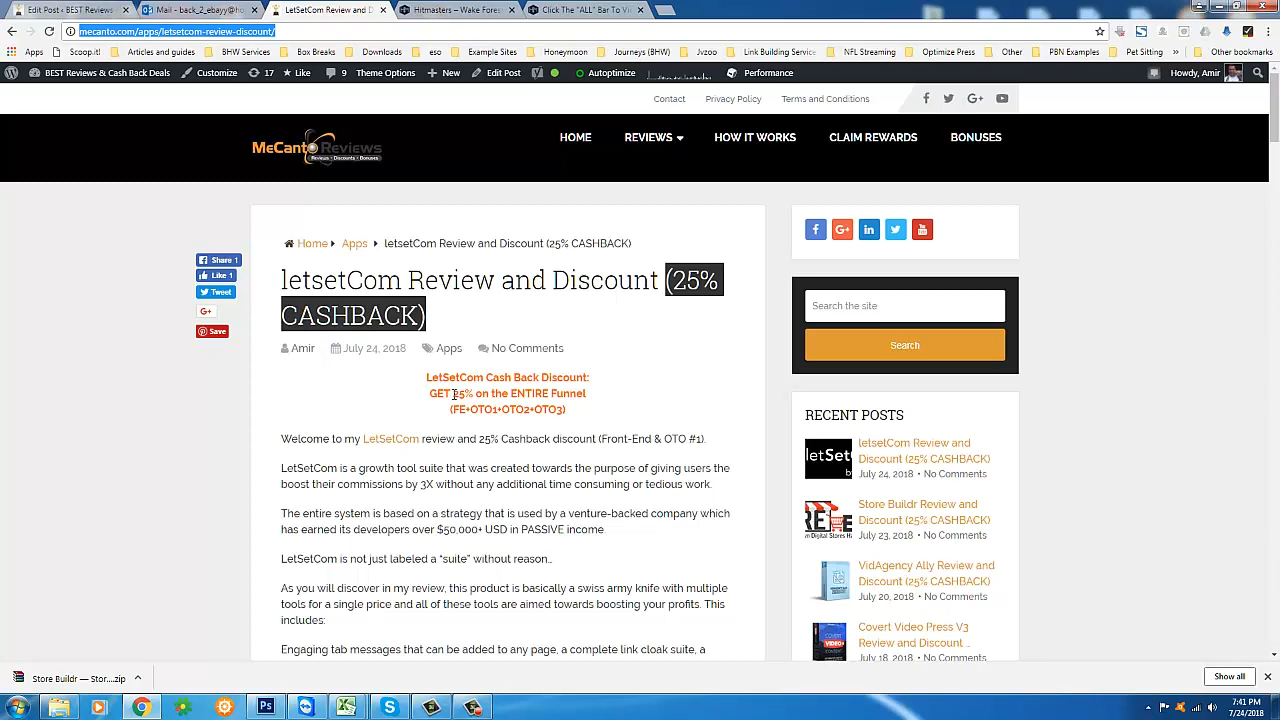 Edit Post ‹ BEST Reviews
Mail - back_2_ebayy@ho
LetSetCom Review and D
Hitmasters – Wake Fores
Click The "ALL" Bar To Vi
mecanto.com/apps/letsetcom-review-discount/
Apps
Scoop.it!
Articles and guides
BHW Services
Box Breaks
Downloads
eso
Scam Examples
Honeymoon
Journeys (BHW)
Jvzoo
Link Building Service
NFL Streaming
Optimize Press
Other
PBN Examples
Pet Sitting
»
Other bookmarks
BEST Reviews & Cash Back Deals
Customize
17
Like
9
Theme Options
+ New
Edit Post
Autoptimize
Performance
Howdy, Amir
Contact
Privacy Policy
Terms and Conditions
MeCanto Reviews
Reviews • Discounts • Bonuses
HOME
REVIEWS
HOW IT WORKS
CLAIM REWARDS
BONUSES
Home
Apps
letsetCom Review and Discount (25% CASHBACK)
Share 1
Like 1
Tweet
G+
Save
letsetCom Review and Discount (25%
CASHBACK)
Amir
July 24, 2018
Apps
No Comments
LetSetCom Cash Back Discount:
GET 25% on the ENTIRE Funnel
(FE+OTO1+OTO2+OTO3)
Welcome to my LetSetCom review and 25% Cashback discount (Front-End & OTO #1).
LetSetCom is a growth tool suite that was created towards the purpose of giving users the
boost their commissions by 3X without any additional time consuming or tedious work.
The entire system is based on a strategy that is used by a venture-backed company which
has earned its developers over $50,000+ USD in PASSIVE income.
LetSetCom is not just labeled a “suite” without reason…
As you will discover in my review, this product is basically a swiss army knife with multiple
tools for a single price and all of these tools are aimed towards boosting your profits. This
includes:
Engaging tab messages that can be added to any page, a complete link cloak suite, a
Search the site
Search
RECENT POSTS
letsetCom Review and
Discount (25% CASHBACK)
July 24, 2018 • No Comments
Store Buildr Review and
Discount (25% CASHBACK)
July 23, 2018 • No Comments
VidAgency Ally Review and
Discount (25% CASHBACK)
July 20, 2018 • No Comments
Covert Video Press V3
Review and Discount …
July 18, 2018 • No Comments
Store Buildr — Stor....zip
Show all
7:41 PM
7/24/2018